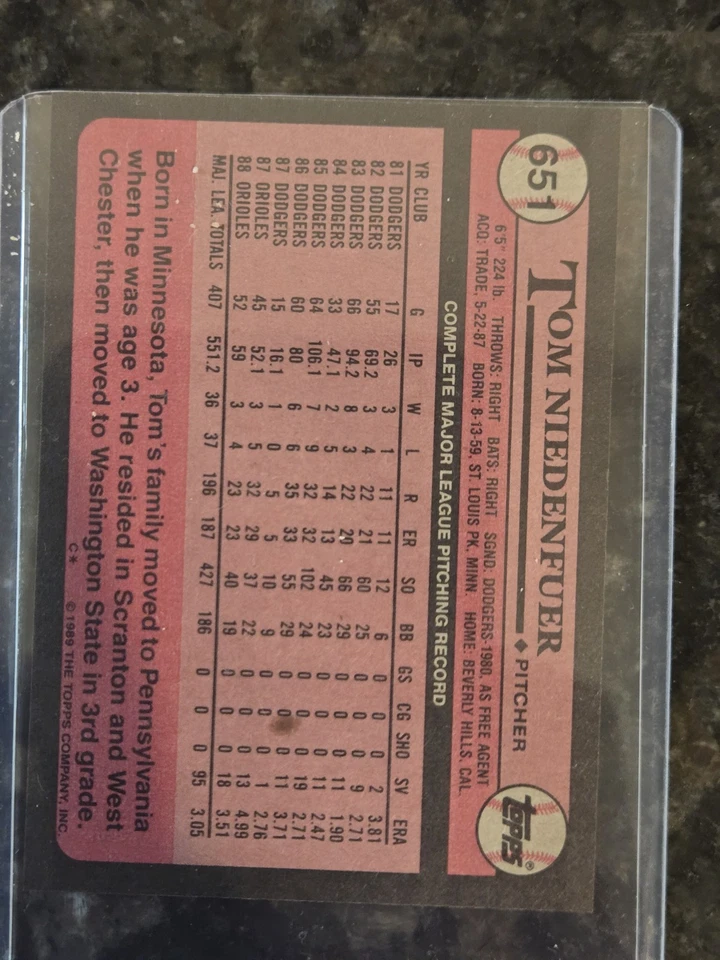 651
TOM NIEDENFUER
♦ PITCHER
TOPPS®
6'5" 224 lb. THROWS: RIGHT BATS: RIGHT SGND: DODGERS-1980, AS FREE AGENT
ACQ: TRADE, 5-22-87 BORN: 8-13-59, ST. LOUIS PK, MINN. HOME: BEVERLY HILLS, CAL.
COMPLETE MAJOR LEAGUE PITCHING RECORD
YR CLUB G IP W L R ER SO BB GS CG SHO SV ERA
81 DODGERS 17 26 3 1 11 11 12 6 0 0 0 2 3.81
82 DODGERS 55 69.2 3 4 22 21 60 25 0 0 0 9 2.71
83 DODGERS 66 94.2 8 3 22 20 66 29 0 0 0 11 1.90
84 DODGERS 33 47.1 2 5 14 13 45 23 0 0 0 11 2.47
85 DODGERS 64 106.1 7 9 32 32 102 24 0 0 0 19 2.71
86 DODGERS 60 80 6 6 35 33 55 29 0 0 0 11 3.71
87 DODGERS 15 16.1 1 0 5 5 10 9 0 0 0 1 2.76
87 ORIOLES 45 52.1 3 5 32 29 37 22 0 0 0 13 4.99
88 ORIOLES 52 59 3 4 23 23 40 19 0 0 0 18 3.51
MAJ. LEA. TOTALS 407 551.2 36 37 196 187 427 186 0 0 0 95 3.05
Born in Minnesota, Tom's family moved to Pennsylvania
when he was age 3. He resided in Scranton and West
Chester, then moved to Washington State in 3rd grade.
C* ©1989 THE TOPPS COMPANY, INC.